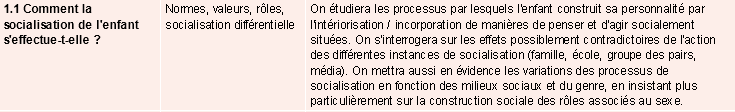 1.1 Comment la
socialisation de l'enfant
s'effectue-t-elle ?
Normes, valeurs, rôles,
socialisation différentielle
On étudiera les processus par lesquels l'enfant construit sa personnalité par
l'intériorisation / incorporation de manières de penser et d'agir socialement
situées. On s'interrogera sur les effets possiblement contradictoires de l'action
des différentes instances de socialisation (famille, école, groupe des pairs,
média). On mettra aussi en évidence les variations des processus de
socialisation en fonction des milieux sociaux et du genre, en insistant plus
particulièrement sur la construction sociale des rôles associés au sexe.